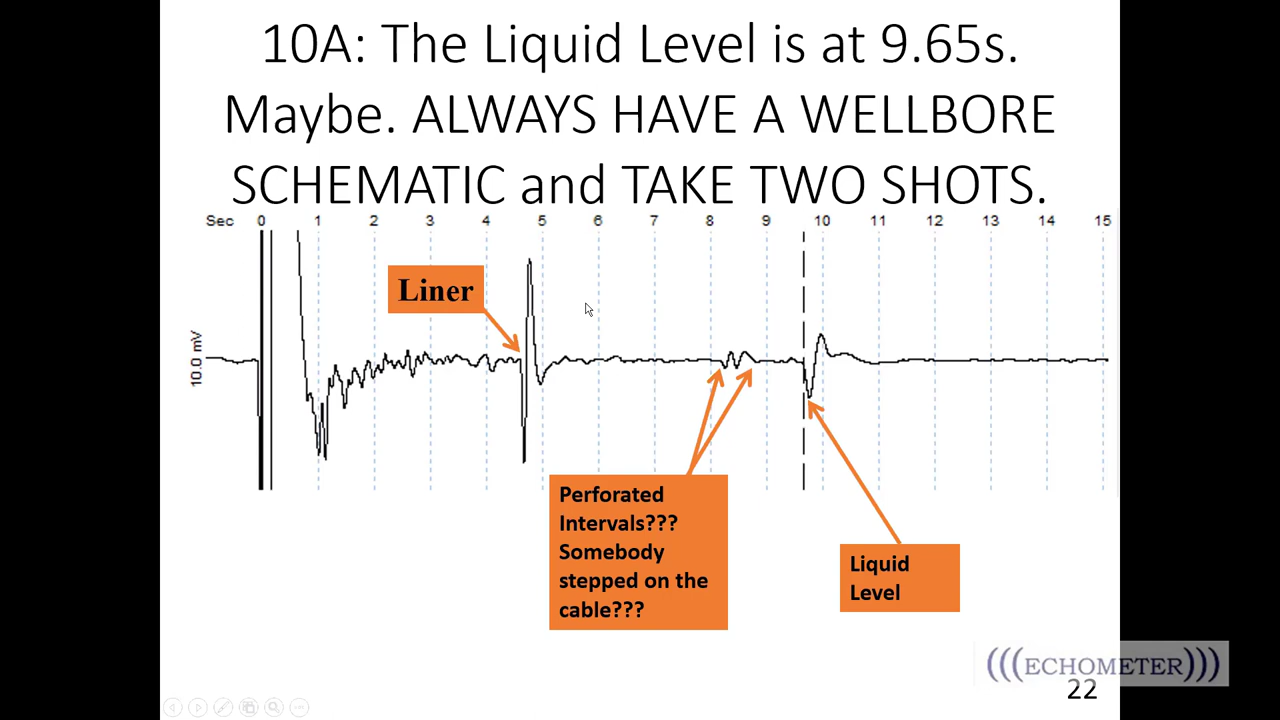 10A: The Liquid Level is at 9.65s.
Maybe. ALWAYS HAVE A WELLBORE
SCHEMATIC and TAKE TWO SHOTS.
Sec 0 1 2 3 4 5 6 7 8 9 10 11 12 13 14 15
Liner
10.0 mV
Perforated
Intervals???
Somebody
stepped on the
cable???
Liquid
Level
(((ECHOMETER)))
22